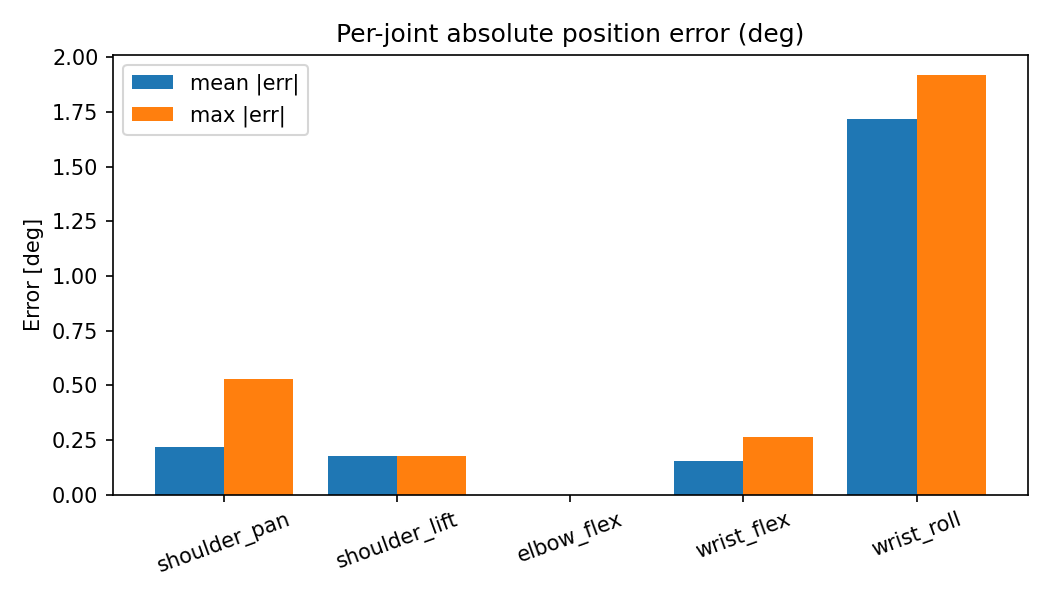 Per-joint absolute position error (deg)
mean |err|
max |err|
Error [deg]
2.00
1.75
1.50
1.25
1.00
0.75
0.50
0.25
0.00
shoulder_pan
shoulder_lift
elbow_flex
wrist_flex
wrist_roll